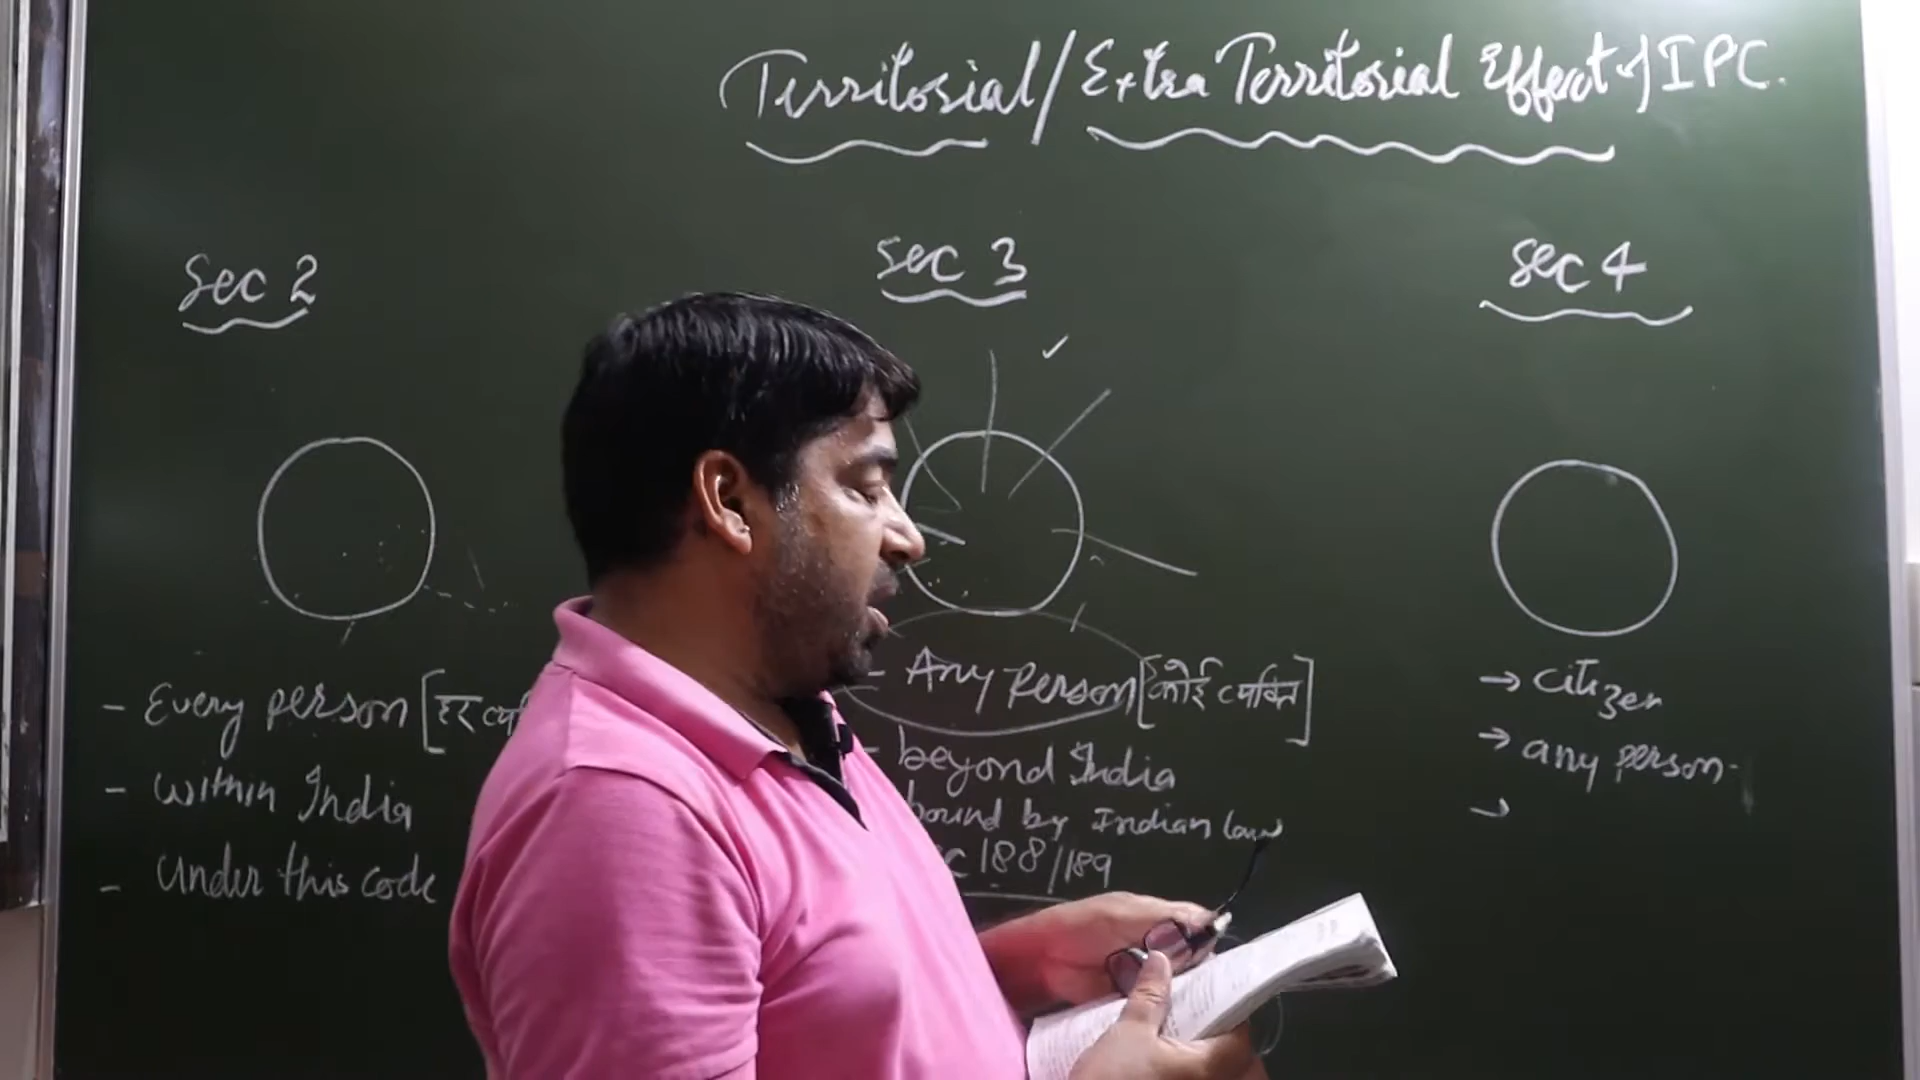 Territorial/Extra Territorial Effect of IPC.
Sec 2
Sec 3
Sec 4
- Every person [हर
- within India
- Under this code
- Any Person [कोई व्यक्ति]
- beyond India
bound by Indian law
188/189
→ citizen
→ any person-
→